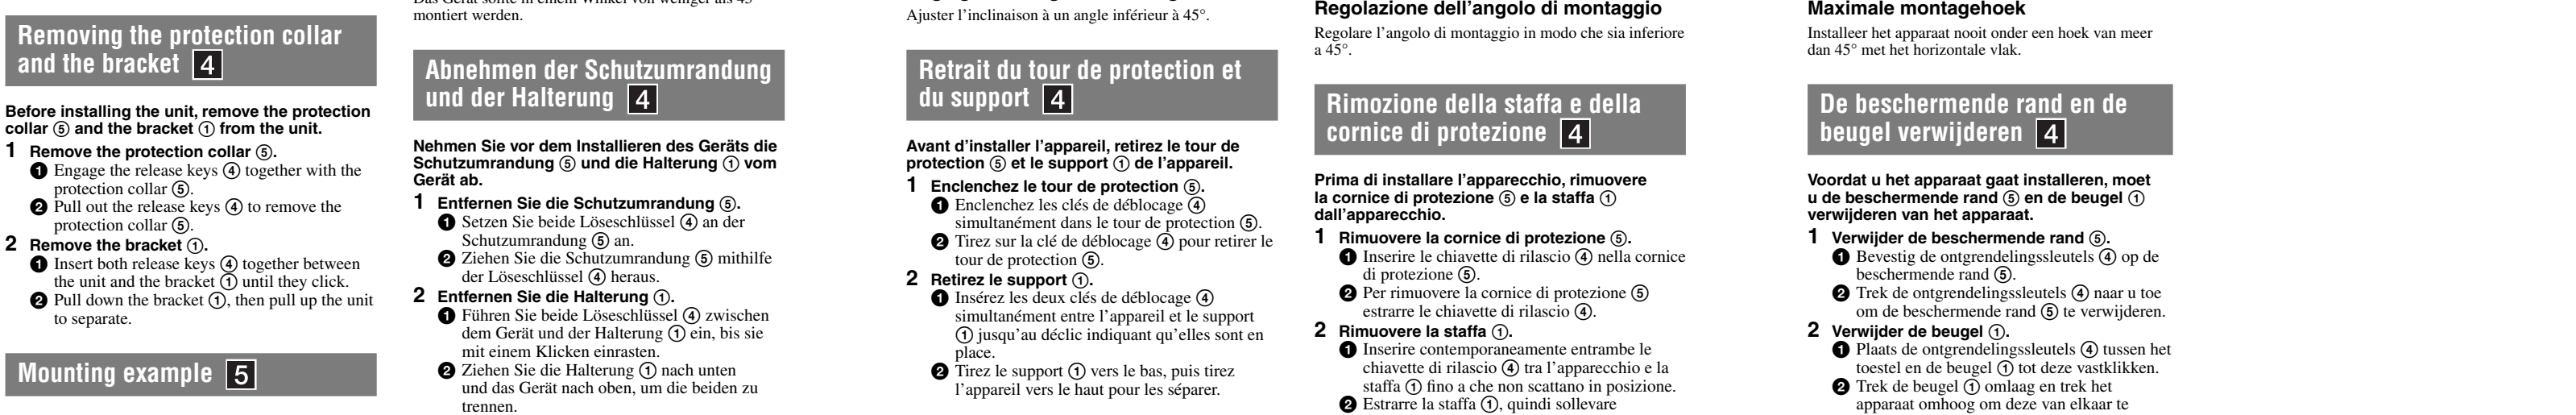 Removing the protection collar
and the bracket 4
Before installing the unit, remove the protection
collar ⑤ and the bracket ① from the unit.
1 Remove the protection collar ⑤.
❶ Engage the release keys ④ together with the
protection collar ⑤.
❷ Pull out the release keys ④ to remove the
protection collar ⑤.
2 Remove the bracket ①.
❶ Insert both release keys ④ together between
the unit and the bracket ① until they click.
❷ Pull down the bracket ①, then pull up the unit
to separate.
Mounting example 5
Das Gerät sollte in einem Winkel von weniger als 45°
montiert werden.
Abnehmen der Schutzumrandung
und der Halterung 4
Nehmen Sie vor dem Installieren des Geräts die
Schutzumrandung ⑤ und die Halterung ① vom
Gerät ab.
1 Entfernen Sie die Schutzumrandung ⑤.
❶ Setzen Sie beide Löseschlüssel ④ an der
Schutzumrandung ⑤ an.
❷ Ziehen Sie die Schutzumrandung ⑤ mithilfe
der Löseschlüssel ④ heraus.
2 Entfernen Sie die Halterung ①.
❶ Führen Sie beide Löseschlüssel ④ zwischen
dem Gerät und der Halterung ① ein, bis sie
mit einem Klicken einrasten.
❷ Ziehen Sie die Halterung ① nach unten
und das Gerät nach oben, um die beiden zu
trennen.
Ajuster l'inclinaison à un angle inférieur à 45°.
Retrait du tour de protection et
du support 4
Avant d'installer l'appareil, retirez le tour de
protection ⑤ et le support ① de l'appareil.
1 Enclenchez le tour de protection ⑤.
❶ Enclenchez les clés de déblocage ④
simultanément dans le tour de protection ⑤.
❷ Tirez sur la clé de déblocage ④ pour retirer le
tour de protection ⑤.
2 Retirez le support ①.
❶ Insérez les deux clés de déblocage ④
simultanément entre l'appareil et le support
① jusqu'au déclic indiquant qu'elles sont en
place.
❷ Tirez le support ① vers le bas, puis tirez
l'appareil vers le haut pour les séparer.
Regolazione dell'angolo di montaggio
Regolare l'angolo di montaggio in modo che sia inferiore
a 45°.
Rimozione della staffa e della
cornice di protezione 4
Prima di installare l'apparecchio, rimuovere
la cornice di protezione ⑤ e la staffa ①
dall'apparecchio.
1 Rimuovere la cornice di protezione ⑤.
❶ Inserire le chiavette di rilascio ④ nella cornice
di protezione ⑤.
❷ Per rimuovere la cornice di protezione ⑤
estrarre le chiavette di rilascio ④.
2 Rimuovere la staffa ①.
❶ Inserire contemporaneamente entrambe le
chiavette di rilascio ④ tra l'apparecchio e la
staffa ① fino a che non scattano in posizione.
❷ Estrarre la staffa ①, quindi sollevare
Maximale montagehoek
Installeer het apparaat nooit onder een hoek van meer
dan 45° met het horizontale vlak.
De beschermende rand en de
beugel verwijderen 4
Voordat u het apparaat gaat installeren, moet
u de beschermende rand ⑤ en de beugel ①
verwijderen van het apparaat.
1 Verwijder de beschermende rand ⑤.
❶ Bevestig de ontgrendelingssleutels ④ op de
beschermende rand ⑤.
❷ Trek de ontgrendelingssleutels ④ naar u toe
om de beschermende rand ⑤ te verwijderen.
2 Verwijder de beugel ①.
❶ Plaats de ontgrendelingssleutels ④ tussen het
toestel en de beugel ① tot deze vastklikken.
❷ Trek de beugel ① omlaag en trek het
apparaat omhoog om deze van elkaar te